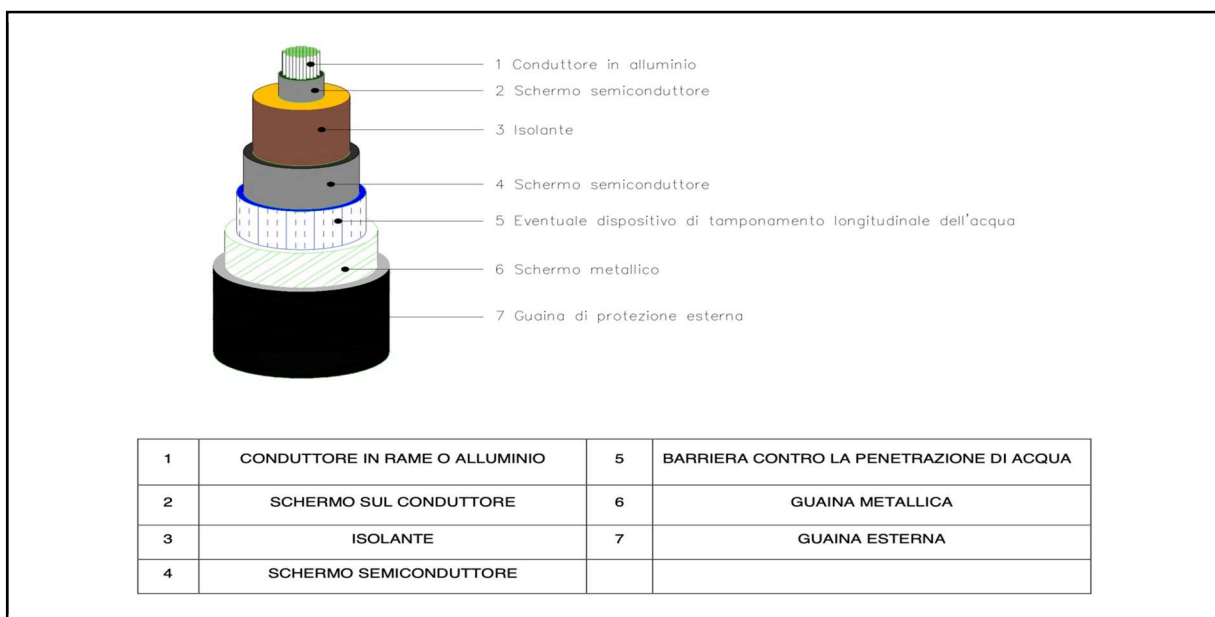 1 Conduttore in alluminio
2 Schermo semiconduttore
3 Isolante
4 Schermo semiconduttore
5 Eventuale dispositivo di tamponamento longitudinale dell'acqua
6 Schermo metallico
7 Guaina di protezione esterna
1 CONDUTTORE IN RAME O ALLUMINIO 5 BARRIERA CONTRO LA PENETRAZIONE DI ACQUA
2 SCHERMO SUL CONDUTTORE 6 GUAINA METALLICA
3 ISOLANTE 7 GUAINA ESTERNA
4 SCHERMO SEMICONDUTTORE